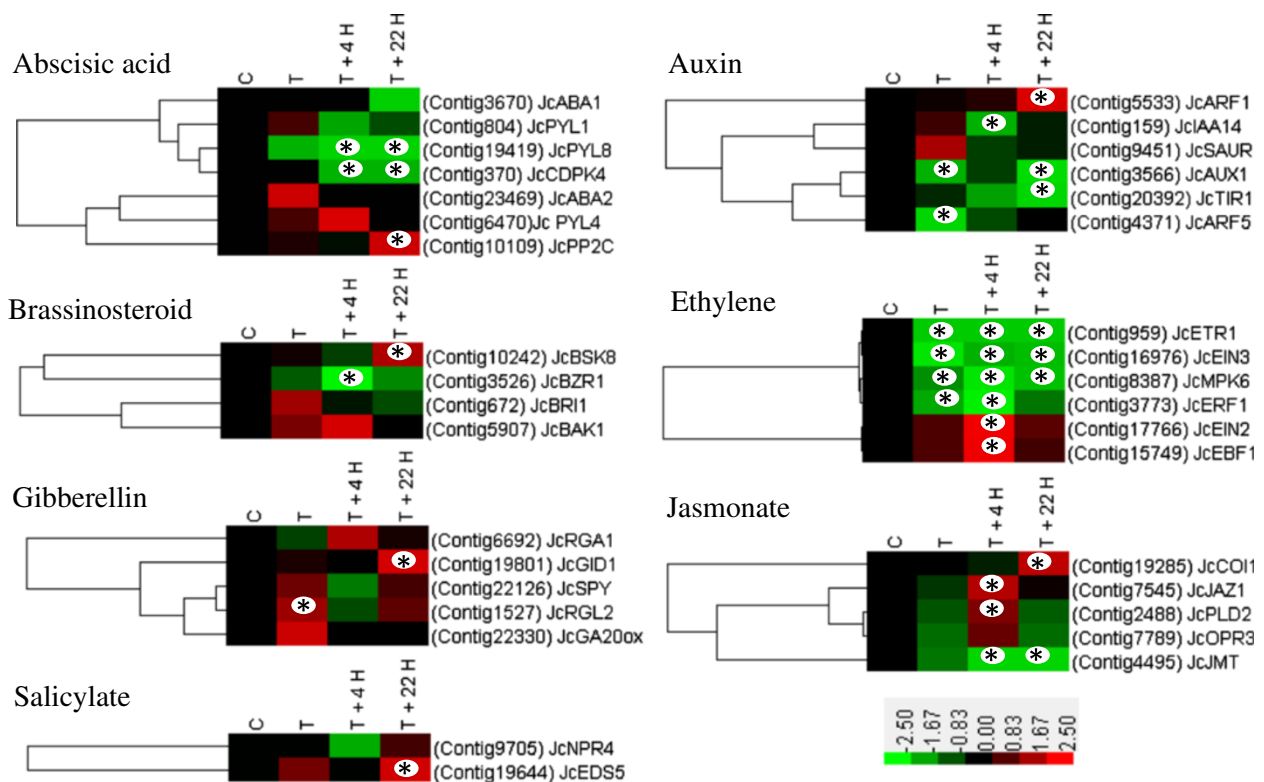 Abscisic acid
C T T + 4 H T + 22 H
(Contig3670) JcABA1
(Contig804) JcPYL1
* * (Contig19419) JcPYL8
* * (Contig370) JcCDPK4
(Contig23469) JcABA2
(Contig6470)Jc PYL4
* (Contig10109) JcPP2C
Brassinosteroid
C T T + 4 H T + 22 H
* (Contig10242) JcBSK8
* (Contig3526) JcBZR1
(Contig672) JcBRI1
(Contig5907) JcBAK1
Gibberellin
C T T + 4 H T + 22 H
(Contig6692) JcRGA1
* (Contig19801) JcGID1
(Contig22126) JcSPY
* (Contig1527) JcRGL2
(Contig22330) JcGA20ox
Salicylate
C T T + 4 H T + 22 H
(Contig9705) JcNPR4
* (Contig19644) JcEDS5
Auxin
C T T + 4 H T + 22 H
* (Contig5533) JcARF1
* (Contig159) JcIAA14
(Contig9451) JcSAUR
* * (Contig3566) JcAUX1
* (Contig20392) JcTIR1
* (Contig4371) JcARF5
Ethylene
C T T + 4 H T + 22 H
* * * (Contig959) JcETR1
* * * (Contig16976) JcEIN3
* * * (Contig8387) JcMPK6
* * (Contig3773) JcERF1
* (Contig17766) JcEIN2
* (Contig15749) JcEBF1
Jasmonate
C T T + 4 H T + 22 H
* (Contig19285) JcCOI1
* (Contig7545) JcJAZ1
* (Contig2488) JcPLD2
(Contig7789) JcOPR3
* * (Contig4495) JcJMT
-2.50 -1.67 -0.83 0.00 0.83 1.67 2.50